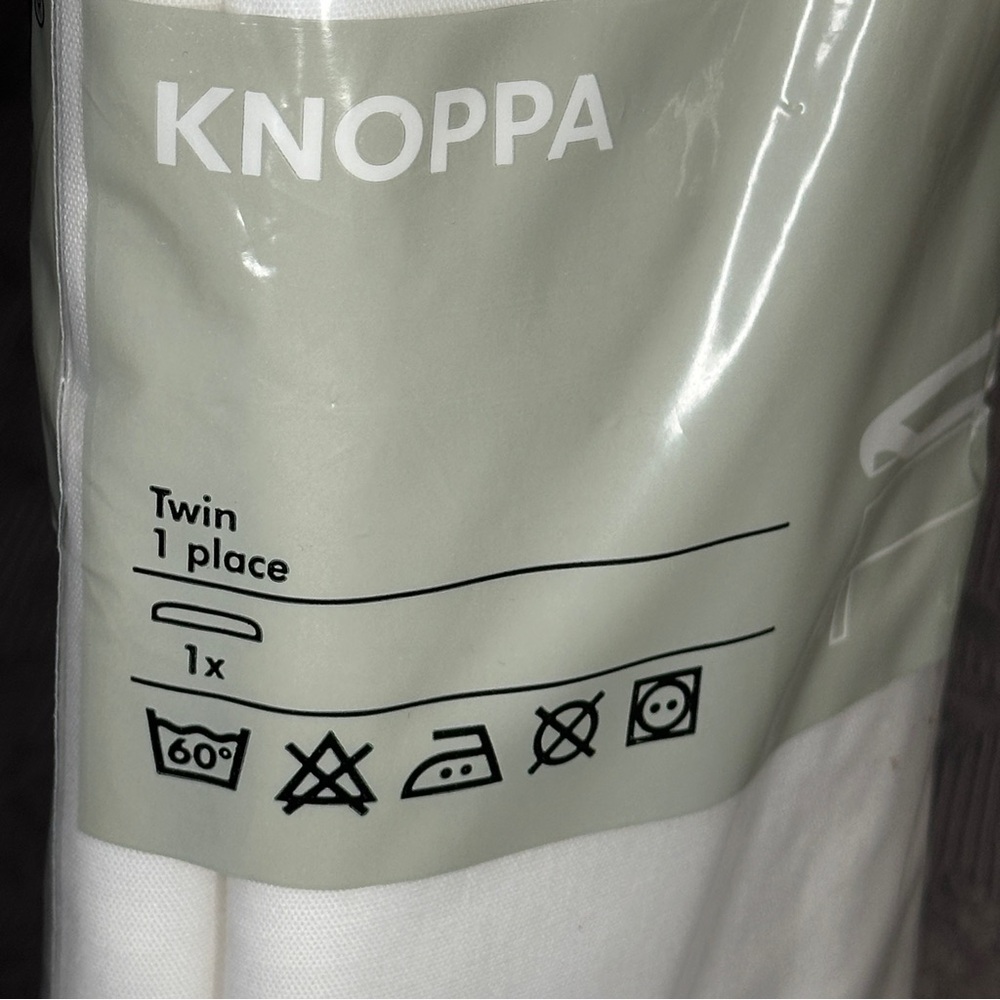 KNOPPA
Twin
1 place
1x
60°